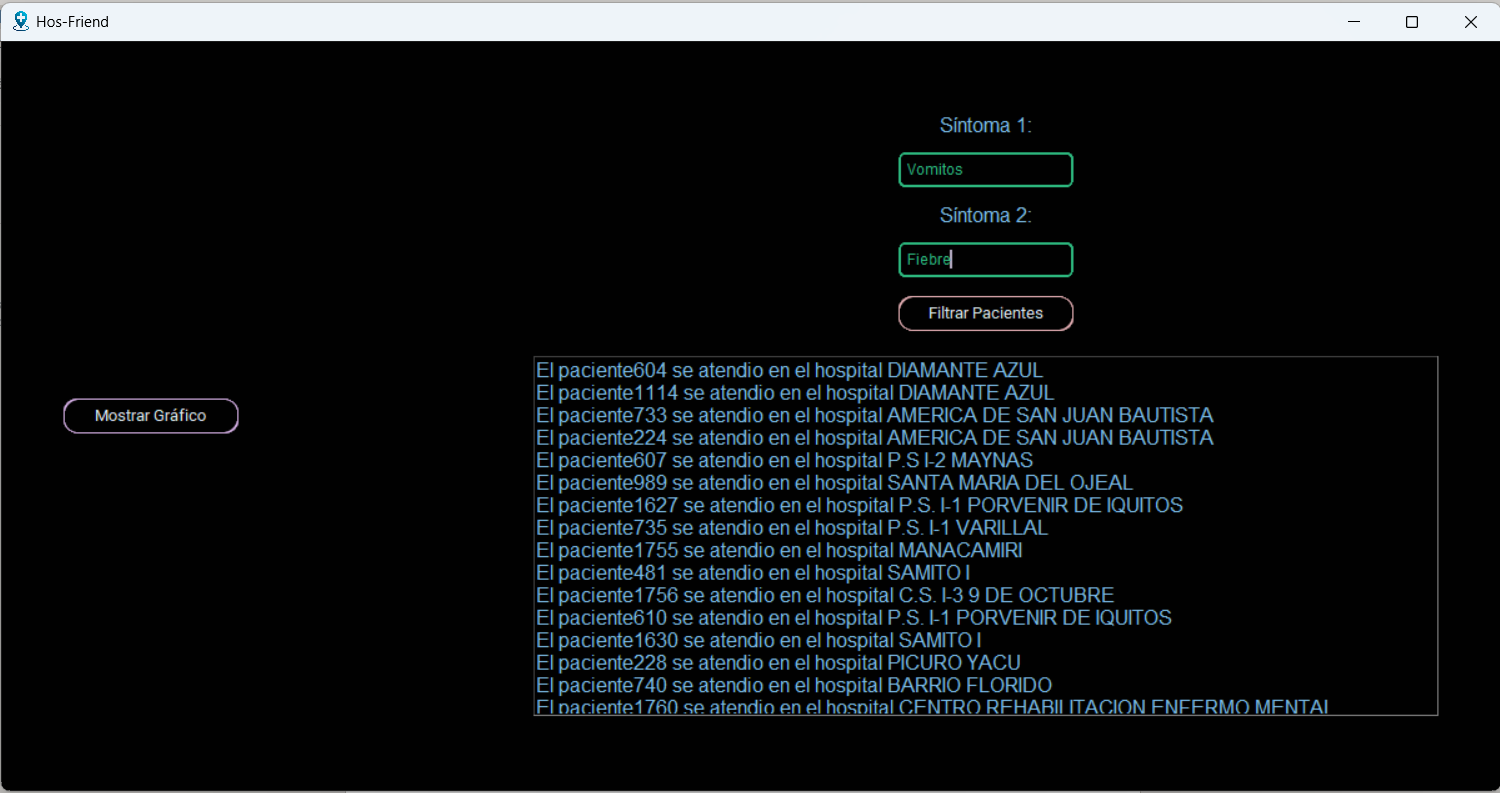 Hos-Friend
Síntoma 1:
Vomitos
Síntoma 2:
Fiebre
Filtrar Pacientes
Mostrar Gráfico
El paciente604 se atendio en el hospital DIAMANTE AZUL
El paciente1114 se atendio en el hospital DIAMANTE AZUL
El paciente733 se atendio en el hospital AMERICA DE SAN JUAN BAUTISTA
El paciente224 se atendio en el hospital AMERICA DE SAN JUAN BAUTISTA
El paciente607 se atendio en el hospital P.S I-2 MAYNAS
El paciente989 se atendio en el hospital SANTA MARIA DEL OJEAL
El paciente1627 se atendio en el hospital P.S. I-1 PORVENIR DE IQUITOS
El paciente735 se atendio en el hospital P.S. I-1 VARILLAL
El paciente1755 se atendio en el hospital MANACAMIRI
El paciente481 se atendio en el hospital SAMITO I
El paciente1756 se atendio en el hospital C.S. I-3 9 DE OCTUBRE
El paciente610 se atendio en el hospital P.S. I-1 PORVENIR DE IQUITOS
El paciente1630 se atendio en el hospital SAMITO I
El paciente228 se atendio en el hospital PICURO YACU
El paciente740 se atendio en el hospital BARRIO FLORIDO
El paciente1760 se atendio en el hospital CENTRO REHABILITACION ENFERMO MENTAL